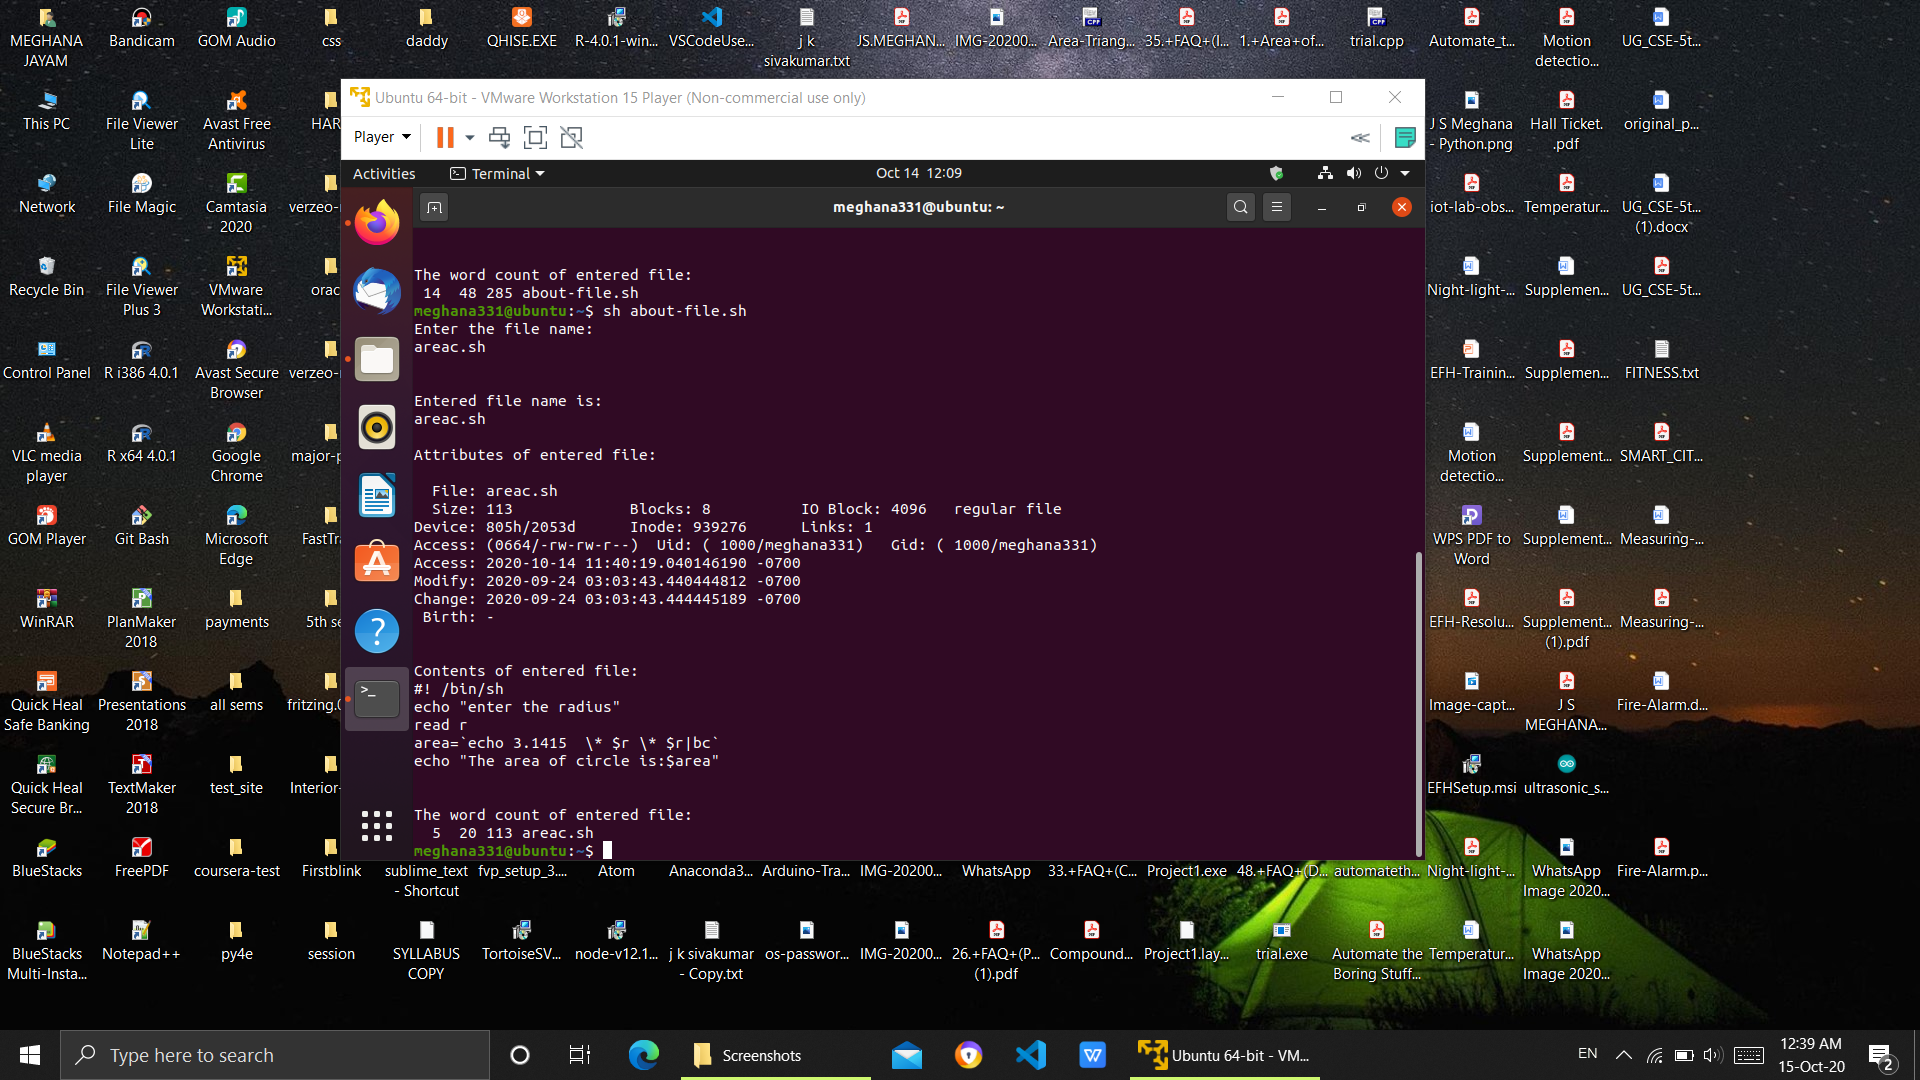 MEGHANA JAYAM
Bandicam
GOM Audio
css
daddy
QHISE.EXE
R-4.0.1-win...
VSCodeUse...
j k sivakumar.txt
JS.MEGHAN...
IMG-20200...
Area-Triang...
35.+FAQ+(I...
1.+Area+of...
trial.cpp
Automate_t...
Motion detectio...
UG_CSE-5t...
Ubuntu 64-bit - VMware Workstation 15 Player (Non-commercial use only)
This PC
File Viewer Lite
Avast Free Antivirus
HAR
Player
J S Meghana - Python.png
Hall Ticket. .pdf
original_p...
Activities
Terminal
Oct 14 12:09
Network
File Magic
Camtasia 2020
verzeo-
meghana331@ubuntu: ~
iot-lab-obs...
Temperatur...
UG_CSE-5t... (1).docx
The word count of entered file:
14 48 285 about-file.sh
meghana331@ubuntu:~$ sh about-file.sh
Enter the file name:
areac.sh
Entered file name is:
areac.sh
Attributes of entered file:
File: areac.sh
Size: 113 Blocks: 8 IO Block: 4096 regular file
Device: 805h/2053d Inode: 939276 Links: 1
Access: (0664/-rw-rw-r--) Uid: ( 1000/meghana331) Gid: ( 1000/meghana331)
Access: 2020-10-14 11:40:19.040146190 -0700
Modify: 2020-09-24 03:03:43.440444812 -0700
Change: 2020-09-24 03:03:43.444445189 -0700
Birth: -
Contents of entered file:
#! /bin/sh
echo "enter the radius"
read r
area=`echo 3.1415  \* $r \* $r|bc`
echo "The area of circle is:$area"
The word count of entered file:
5 20 113 areac.sh
meghana331@ubuntu:~$
Recycle Bin
File Viewer Plus 3
VMware Workstati...
orac
Night-light-...
Supplemen...
UG_CSE-5t...
Control Panel
R i386 4.0.1
Avast Secure Browser
verzeo-
EFH-Trainin...
Supplemen...
FITNESS.txt
VLC media player
R x64 4.0.1
Google Chrome
major-p
Motion detectio...
Supplement...
SMART_CIT...
GOM Player
Git Bash
Microsoft Edge
FastTr
WPS PDF to Word
Supplement...
Measuring-...
WinRAR
PlanMaker 2018
payments
5th se
EFH-Resolu...
Supplement... (1).pdf
Measuring-...
Quick Heal Safe Banking
Presentations 2018
all sems
fritzing.0
Image-capt...
J S MEGHANA...
Fire-Alarm.d...
Quick Heal Secure Br...
TextMaker 2018
test_site
Interior-
EFHSetup.msi
ultrasonic_s...
BlueStacks
FreePDF
coursera-test
Firstblink
sublime_text - Shortcut
fvp_setup_3....
Atom
Anaconda3...
Arduino-Tra...
IMG-20200...
WhatsApp
33.+FAQ+(C...
Project1.exe
48.+FAQ+(D...
automateth...
Night-light-...
WhatsApp Image 2020...
Fire-Alarm.p...
BlueStacks Multi-Insta...
Notepad++
py4e
session
SYLLABUS COPY
TortoiseSV...
node-v12.1...
j k sivakumar - Copy.txt
os-passwor...
IMG-20200...
26.+FAQ+(P... (1).pdf
Compound...
Project1.lay...
trial.exe
Automate the Boring Stuff...
Temperatur...
WhatsApp Image 2020...
Type here to search
Screenshots
Ubuntu 64-bit - VM...
EN
12:39 AM
15-Oct-20
2